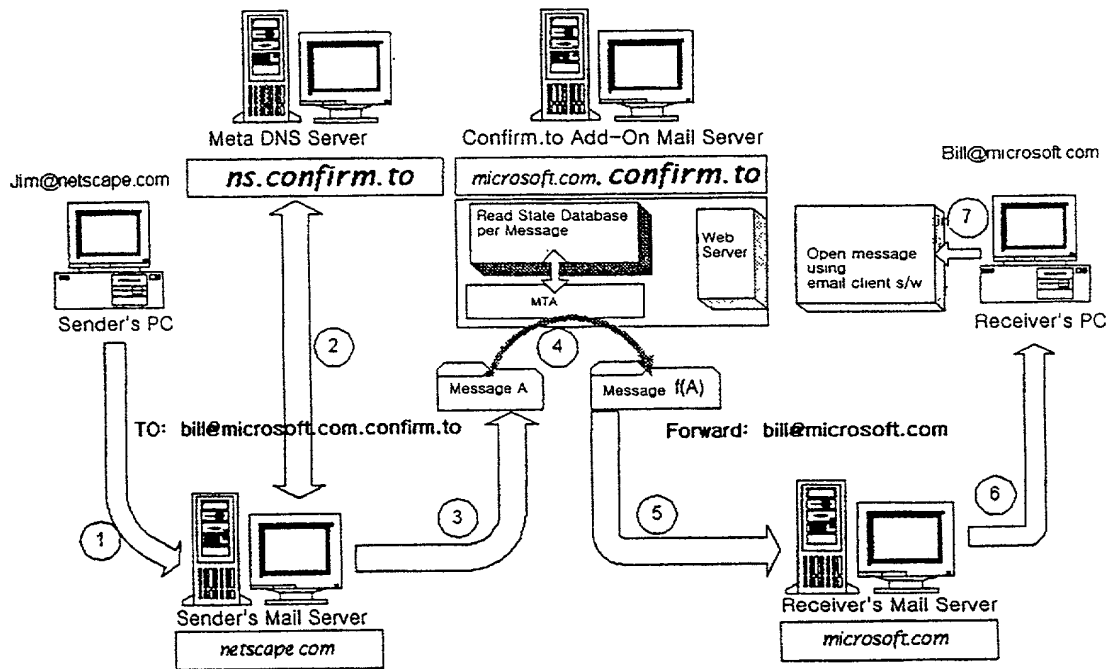 Meta DNS Server
ns.confirm.to
Confirm.to Add-On Mail Server
microsoft.com. confirm.to
Jim@netscape.com
Sender's PC
Read State Database
per Message
Web
Server
MTA
Bill@microsoft.com
7
Open message
using
email client s/w
Receiver's PC
2
4
Message A
Message f(A)
TO: bill@microsoft.com.confirm.to
Forward: bill@microsoft.com
1
3
5
6
Sender's Mail Server
netscape.com
Receiver's Mail Server
microsoft.com